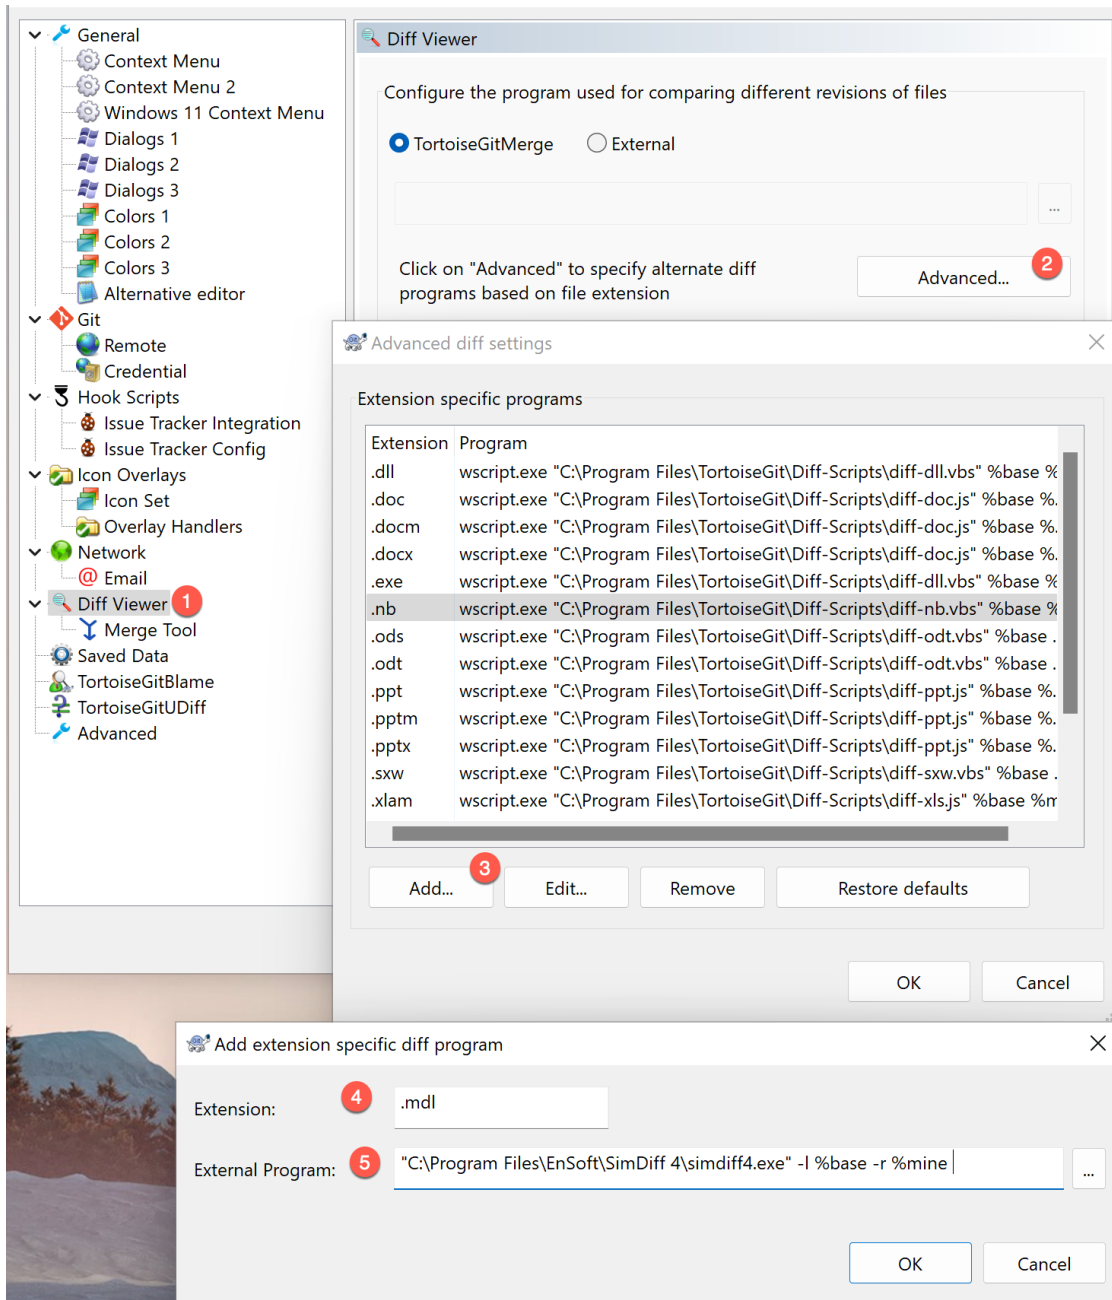 General
Context Menu
Context Menu 2
Windows 11 Context Menu
Dialogs 1
Dialogs 2
Dialogs 3
Colors 1
Colors 2
Colors 3
Alternative editor
Git
Remote
Credential
Hook Scripts
Issue Tracker Integration
Issue Tracker Config
Icon Overlays
Icon Set
Overlay Handlers
Network
Email
Diff Viewer 1
Merge Tool
Saved Data
TortoiseGitBlame
TortoiseGitUDiff
Advanced
Diff Viewer
Configure the program used for comparing different revisions of files
TortoiseGitMerge External
...
Click on "Advanced" to specify alternate diff
programs based on file extension
Advanced... 2
Advanced diff settings
Extension specific programs
Extension Program
.dll wscript.exe "C:\Program Files\TortoiseGit\Diff-Scripts\diff-dll.vbs" %base %
.doc wscript.exe "C:\Program Files\TortoiseGit\Diff-Scripts\diff-doc.js" %base %.
.docm wscript.exe "C:\Program Files\TortoiseGit\Diff-Scripts\diff-doc.js" %base %.
.docx wscript.exe "C:\Program Files\TortoiseGit\Diff-Scripts\diff-doc.js" %base %.
.exe wscript.exe "C:\Program Files\TortoiseGit\Diff-Scripts\diff-dll.vbs" %base %
.nb wscript.exe "C:\Program Files\TortoiseGit\Diff-Scripts\diff-nb.vbs" %base %
.ods wscript.exe "C:\Program Files\TortoiseGit\Diff-Scripts\diff-odt.vbs" %base .
.odt wscript.exe "C:\Program Files\TortoiseGit\Diff-Scripts\diff-odt.vbs" %base .
.ppt wscript.exe "C:\Program Files\TortoiseGit\Diff-Scripts\diff-ppt.js" %base %.
.pptm wscript.exe "C:\Program Files\TortoiseGit\Diff-Scripts\diff-ppt.js" %base %.
.pptx wscript.exe "C:\Program Files\TortoiseGit\Diff-Scripts\diff-ppt.js" %base %.
.sxw wscript.exe "C:\Program Files\TortoiseGit\Diff-Scripts\diff-sxw.vbs" %base .
.xlam wscript.exe "C:\Program Files\TortoiseGit\Diff-Scripts\diff-xls.js" %base %m
Add... 3 Edit... Remove Restore defaults
OK Cancel
Add extension specific diff program
Extension: 4 .mdl
External Program: 5 "C:\Program Files\EnSoft\SimDiff 4\simdiff4.exe" -l %base -r %mine
...
OK Cancel